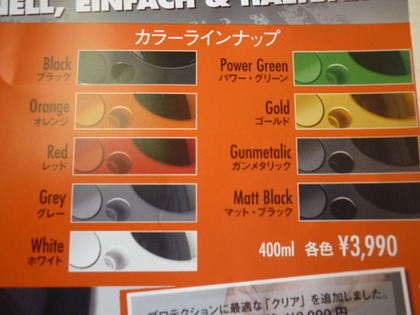 EINFACH &
カラーラインナップ
Black
ブラック
Orange
オレンジ
Red
レッド
Grey
グレー
White
ホワイト
Power Green
パワー・グリーン
Gold
ゴールド
Gunmetalic
ガンメタリック
Matt Black
マット・ブラック
400ml 各色 ¥3,990
プロテクションに最適な「クリア」を追加しました。